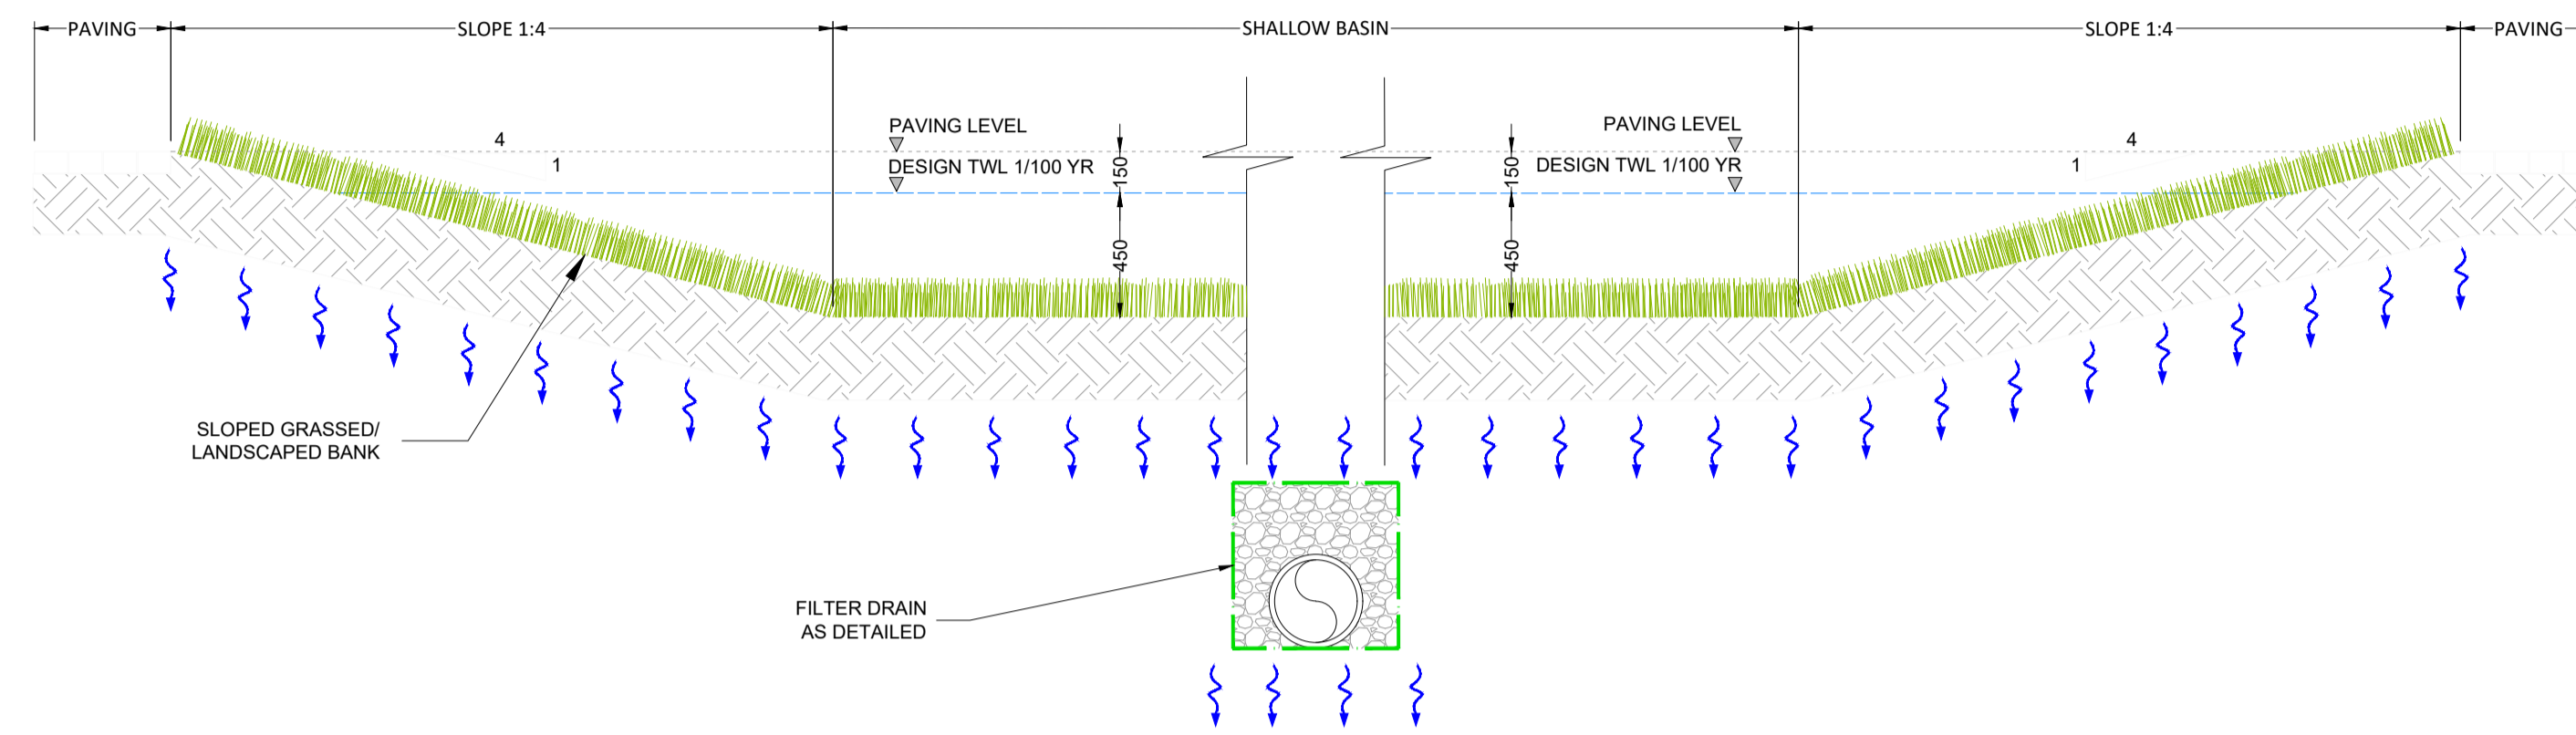 PAVING
SLOPE 1:4
SHALLOW BASIN
SLOPE 1:4
PAVING
4
1
PAVING LEVEL
DESIGN TWL 1/100 YR
150
450
PAVING LEVEL
DESIGN TWL 1/100 YR
150
450
4
1
SLOPED GRASSED/
LANDSCAPED BANK
FILTER DRAIN
AS DETAILED